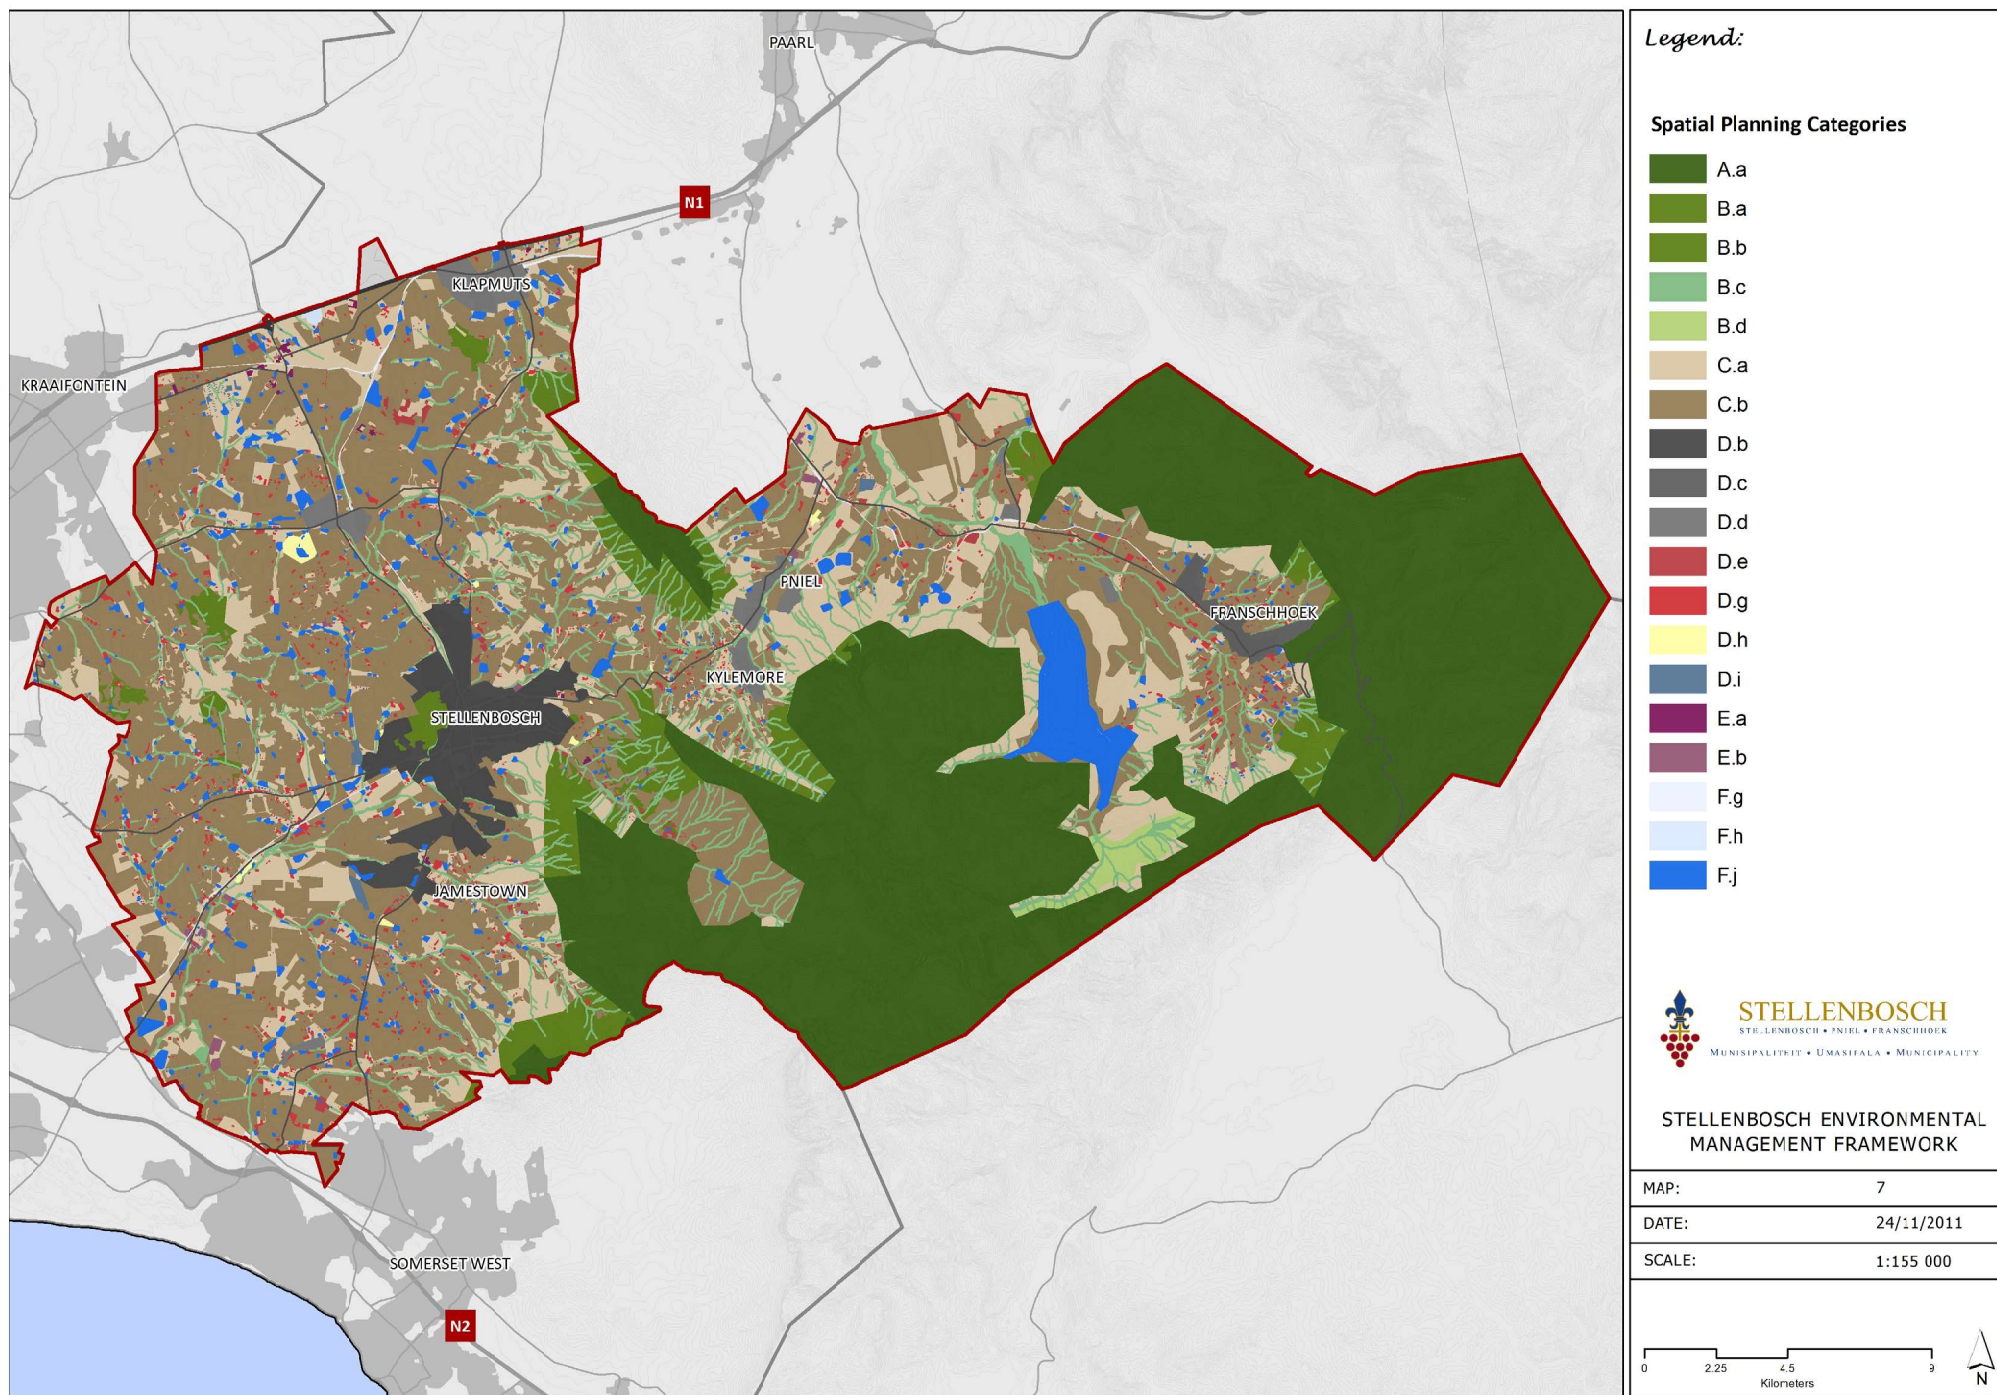 PAARL
N1
KLAPMUTS
KRAAIFONTEIN
PNIEL
FRANSCHHOEK
KYLEMORE
STELLENBOSCH
JAMESTOWN
SOMERSET WEST
N2
Legend:
Spatial Planning Categories
A.a
B.a
B.b
B.c
B.d
C.a
C.b
D.b
D.c
D.d
D.e
D.g
D.h
D.i
E.a
E.b
F.g
F.h
F.j
STELLENBOSCH
STELLENBOSCH • PNIEL • FRANSCHHOEK
MUNISIPALITEIT • UMASIPALA • MUNICIPALITY
STELLENBOSCH ENVIRONMENTAL
MANAGEMENT FRAMEWORK
MAP: 7
DATE: 24/11/2011
SCALE: 1:155 000
0 2.25 4.5 9
Kilometers
N